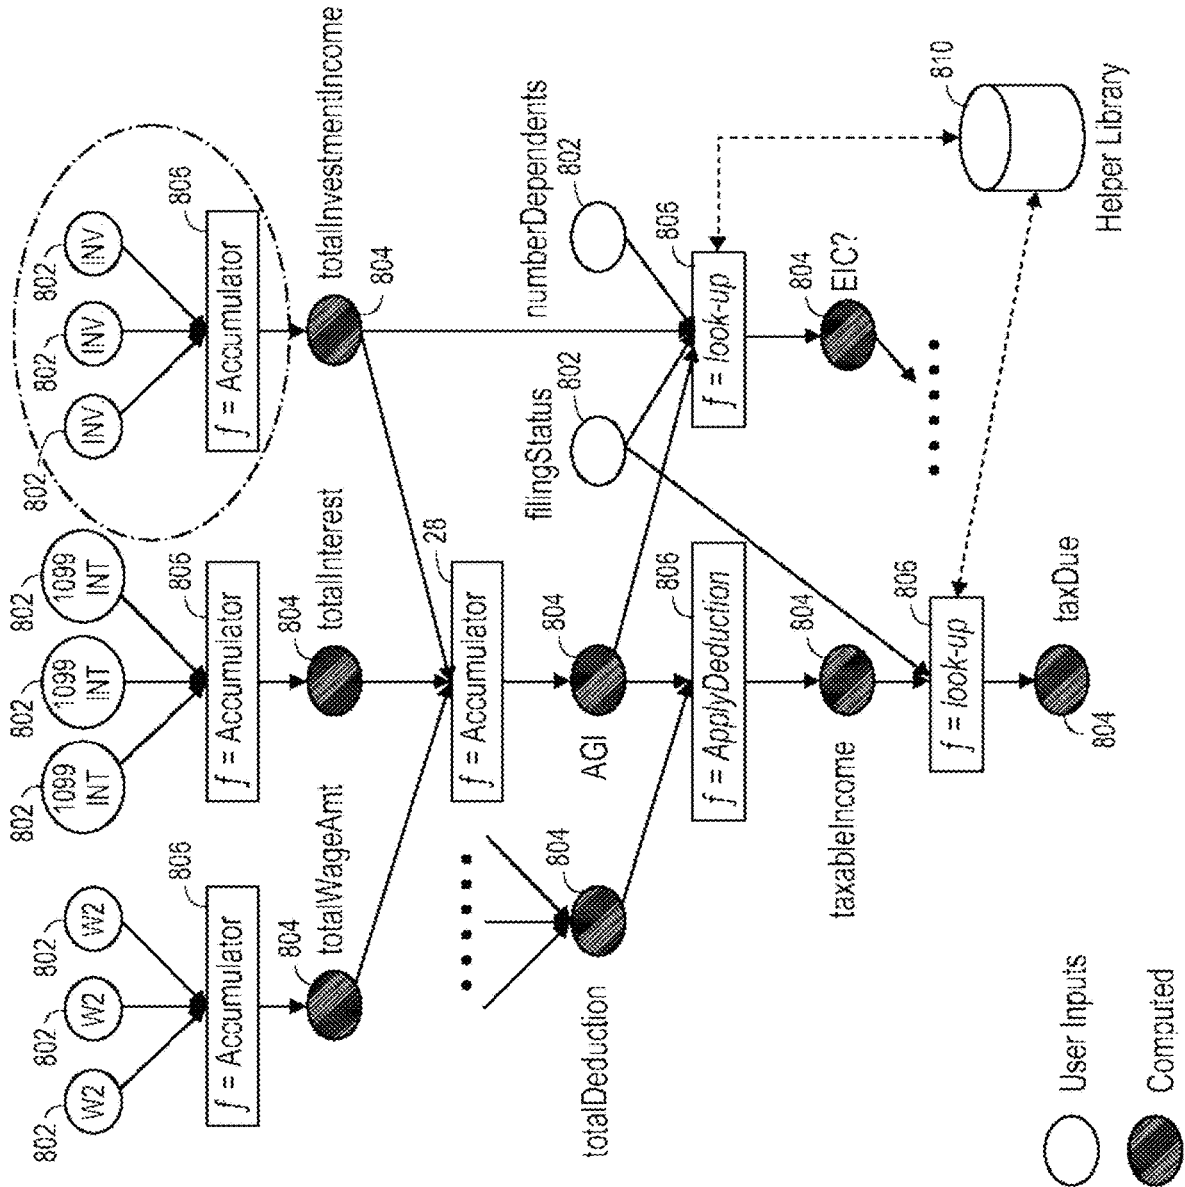 802
W2
802
W2
802
W2
806
f = Accumulator
804
totalWageAmt
802
1099
INT
802
1099
INT
802
1099
INT
806
f = Accumulator
804
totalInterest
802
INV
802
INV
802
INV
806
f = Accumulator
totalInvestmentIncome
804
28
f = Accumulator
AGI
804
totalDeduction
804
filingStatus
802
numberDependents
802
806
f = ApplyDeduction
806
f = look-up
taxableIncome
804
804
EIC?
806
f = look-up
810
Helper Library
taxDue
804
User Inputs
Computed